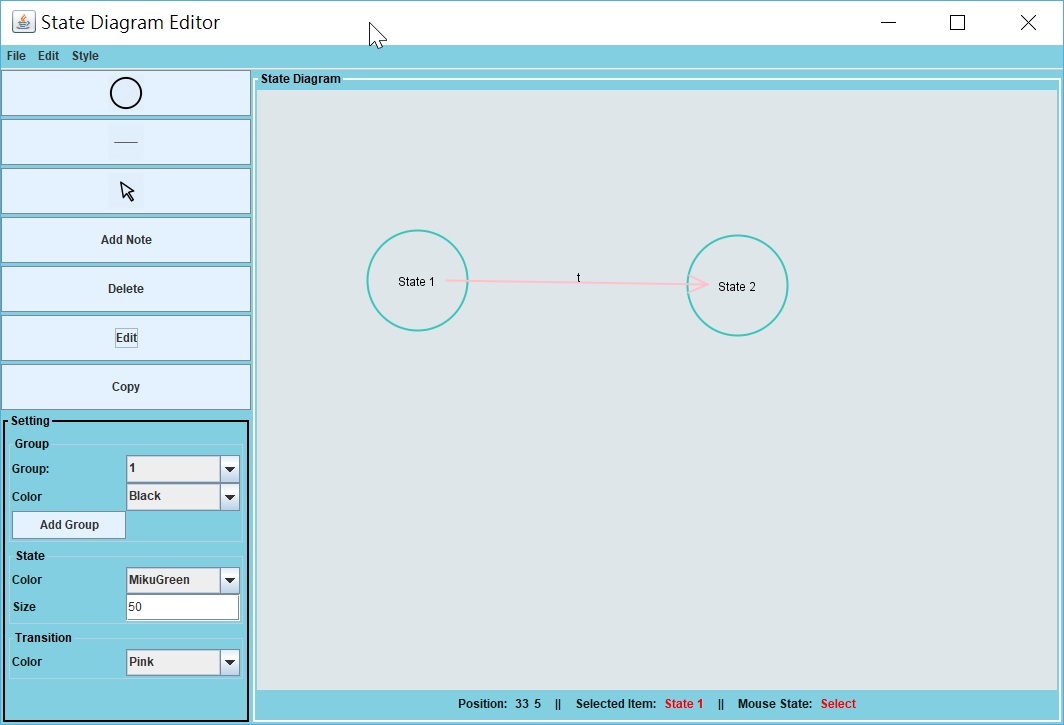 State Diagram Editor
File Edit Style
State Diagram
Add Note
Delete
Edit
Copy
Setting
Group
Group: 1
Color Black
Add Group
State
Color MikuGreen
Size 50
Transition
Color Pink
State 1 t State 2
Position: 33 5 || Selected Item: State 1 || Mouse State: Select